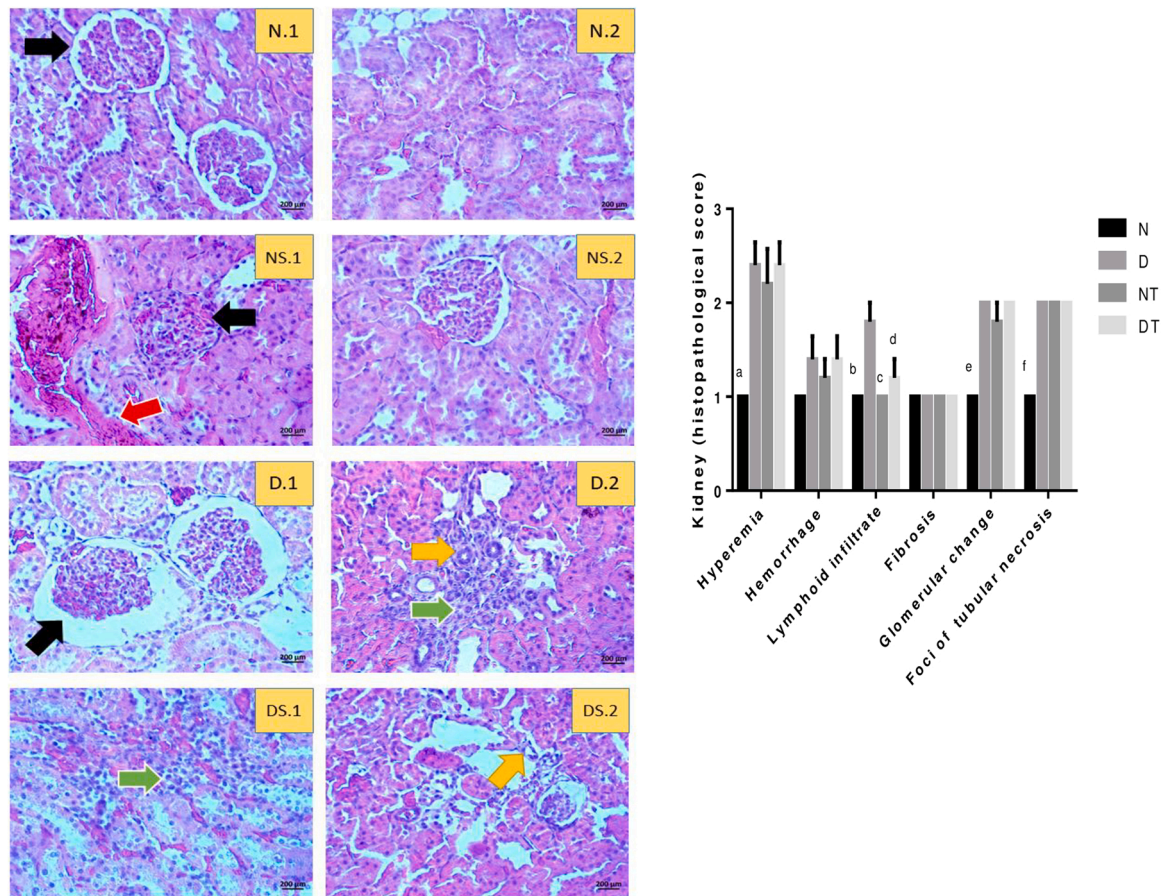 N.1
200 µm
N.2
200 µm
NS.1
200 µm
NS.2
200 µm
D.1
200 µm
D.2
200 µm
DS.1
200 µm
DS.2
200 µm
Kidney (histopathological score)
3
2
1
0
a
b
c
d
e
f
Hyperemia
Hemorrhage
Lymphoid infiltrate
Fibrosis
Glomerular change
Foci of tubular necrosis
N
D
NT
DT